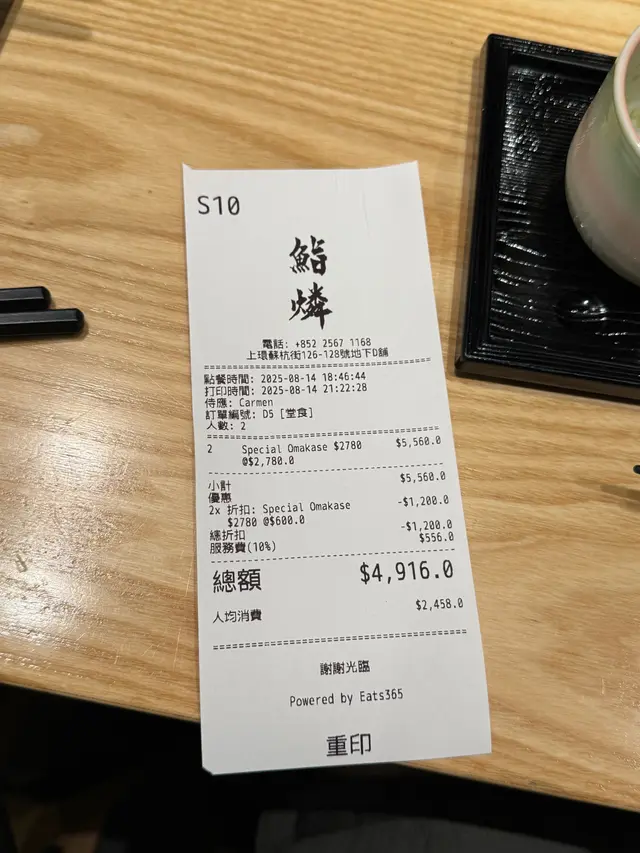 S10
鮨
燐
電話: +852 2567 1168
上環蘇杭街126-128號地下D舖
點餐時間: 2025-08-14 18:46:44
打印時間: 2025-08-14 21:22:28
侍應: Carmen
訂單編號: D5 [堂食]
人數: 2
2 Special Omakase $2780 $5,560.0
@$2,780.0
小計 $5,560.0
優惠
2x 折扣: Special Omakase -$1,200.0
$2780 @$600.0
總折扣 -$1,200.0
服務費(10%) $556.0
總額 $4,916.0
人均消費 $2,458.0
謝謝光臨
Powered by Eats365
重印